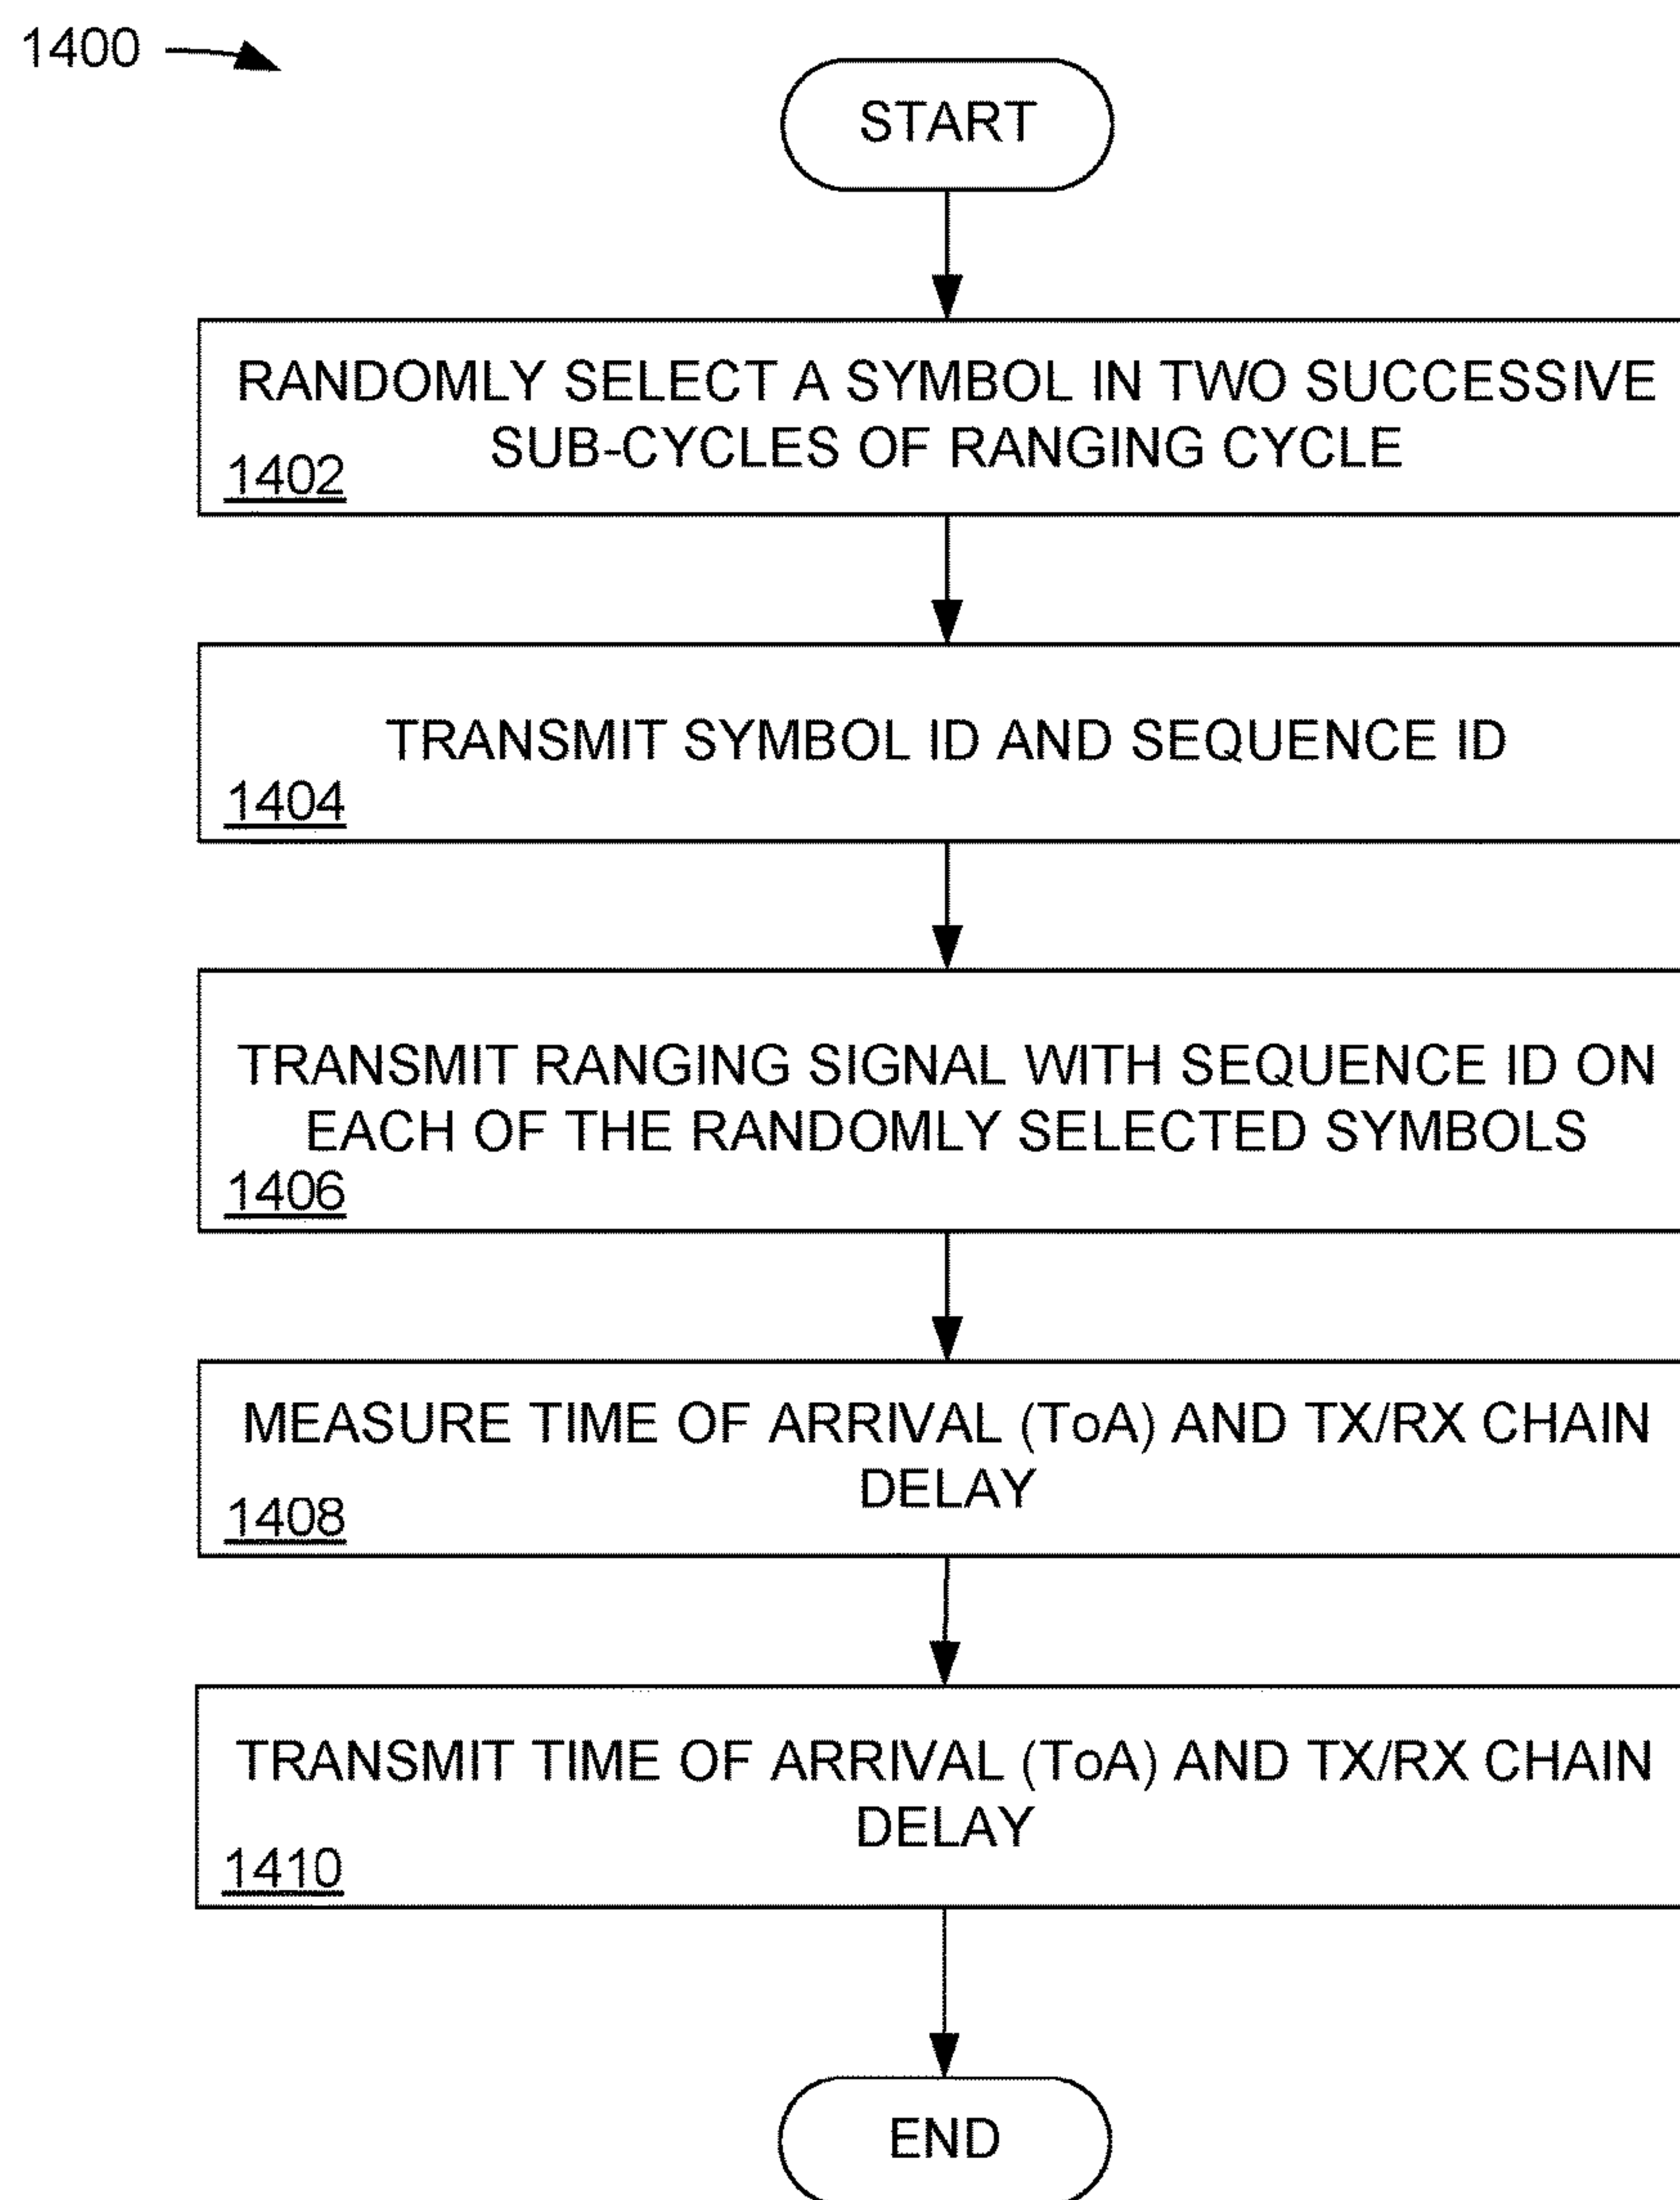 1400
START
RANDOMLY SELECT A SYMBOL IN TWO SUCCESSIVE
SUB-CYCLES OF RANGING CYCLE
1402
TRANSMIT SYMBOL ID AND SEQUENCE ID
1404
TRANSMIT RANGING SIGNAL WITH SEQUENCE ID ON
EACH OF THE RANDOMLY SELECTED SYMBOLS
1406
MEASURE TIME OF ARRIVAL (ToA) AND TX/RX CHAIN
DELAY
1408
TRANSMIT TIME OF ARRIVAL (ToA) AND TX/RX CHAIN
DELAY
1410
END